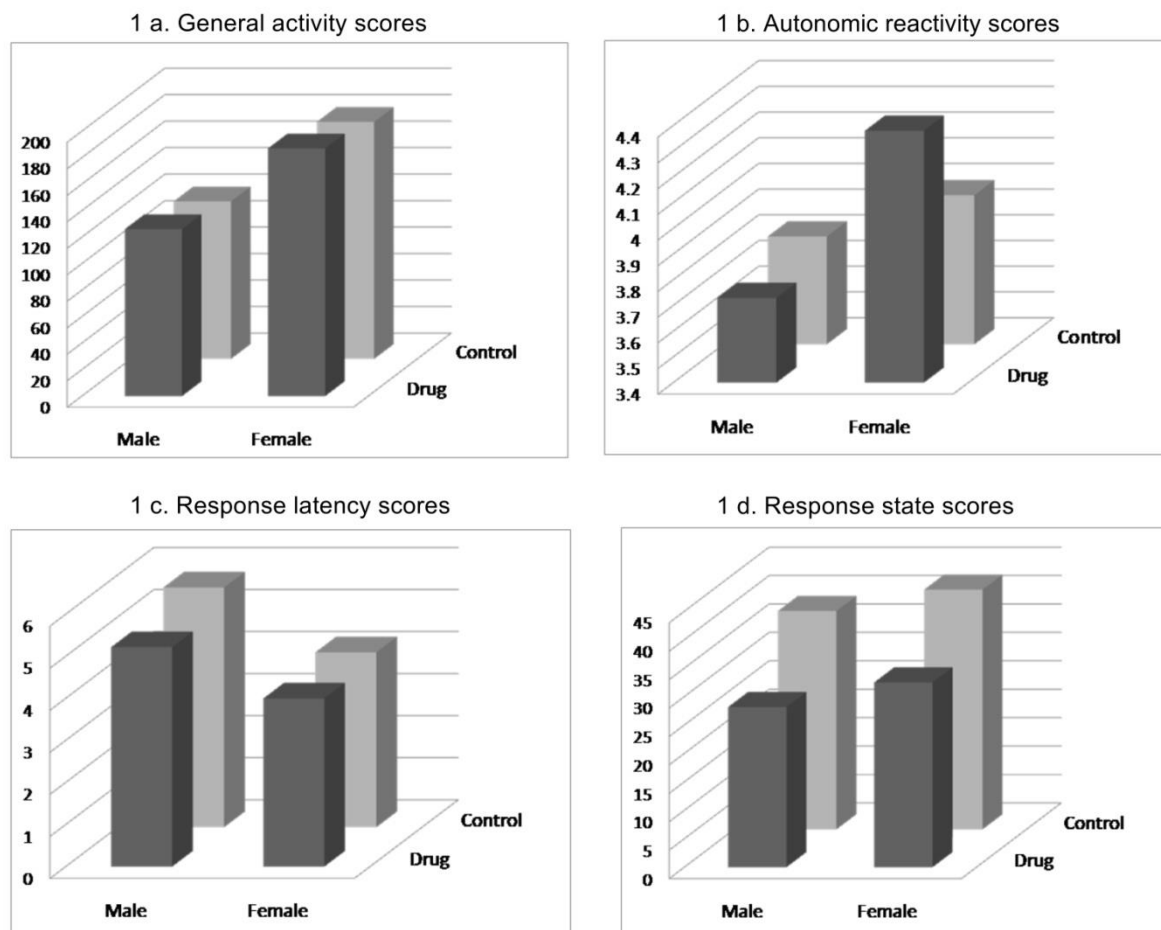 1 a. General activity scores
200
180
160
140
120
100
80
60
40
20
0
Male
Female
Drug
Control
1 b. Autonomic reactivity scores
4.4
4.3
4.2
4.1
4
3.9
3.8
3.7
3.6
3.5
3.4
Male
Female
Drug
Control
1 c. Response latency scores
6
5
4
3
2
1
0
Male
Female
Drug
Control
1 d. Response state scores
45
40
35
30
25
20
15
10
5
0
Male
Female
Drug
Control